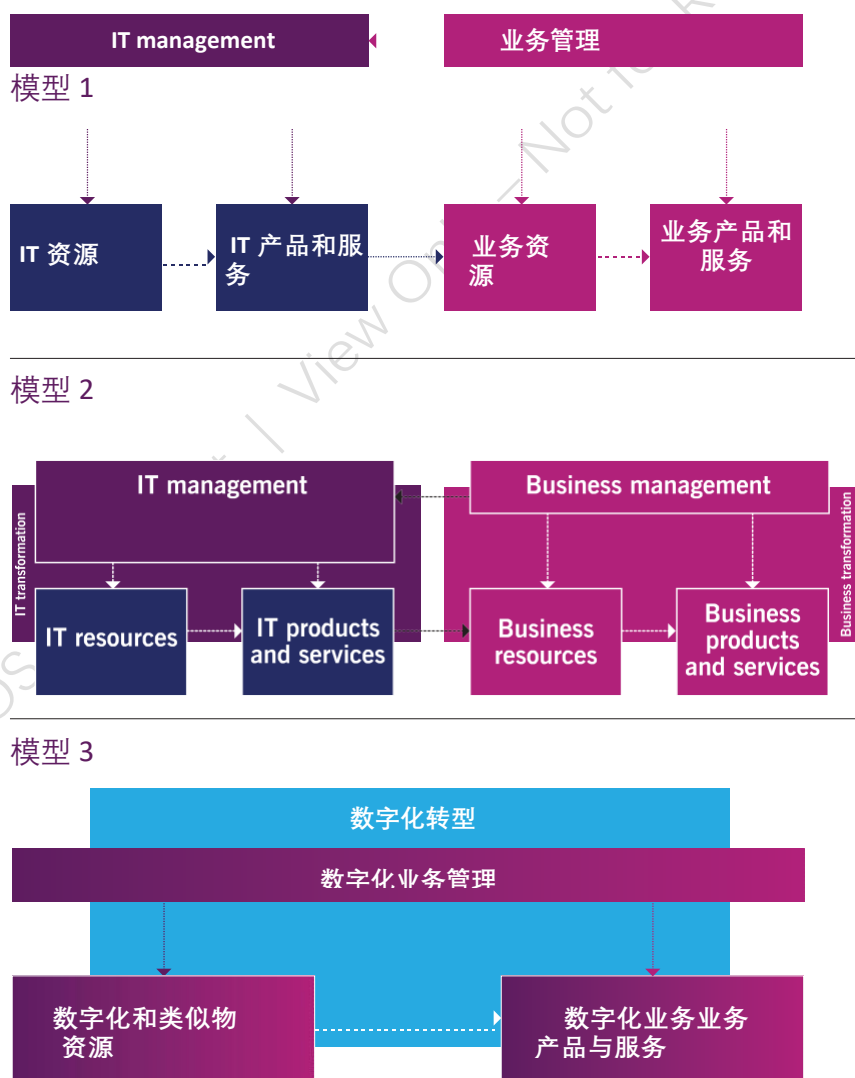 IT management
业务管理
模型 1
IT 资源
IT 产品和服
务
业务资
源
业务产品和
服务
模型 2
IT management
Business management
IT transformation
Business transformation
IT resources
IT products
and services
Business
resources
Business
products
and services
模型 3
数字化转型
数字化业务管理
数字化和类似物
资源
数字化业务业务
产品与服务
| View Only – Not for R